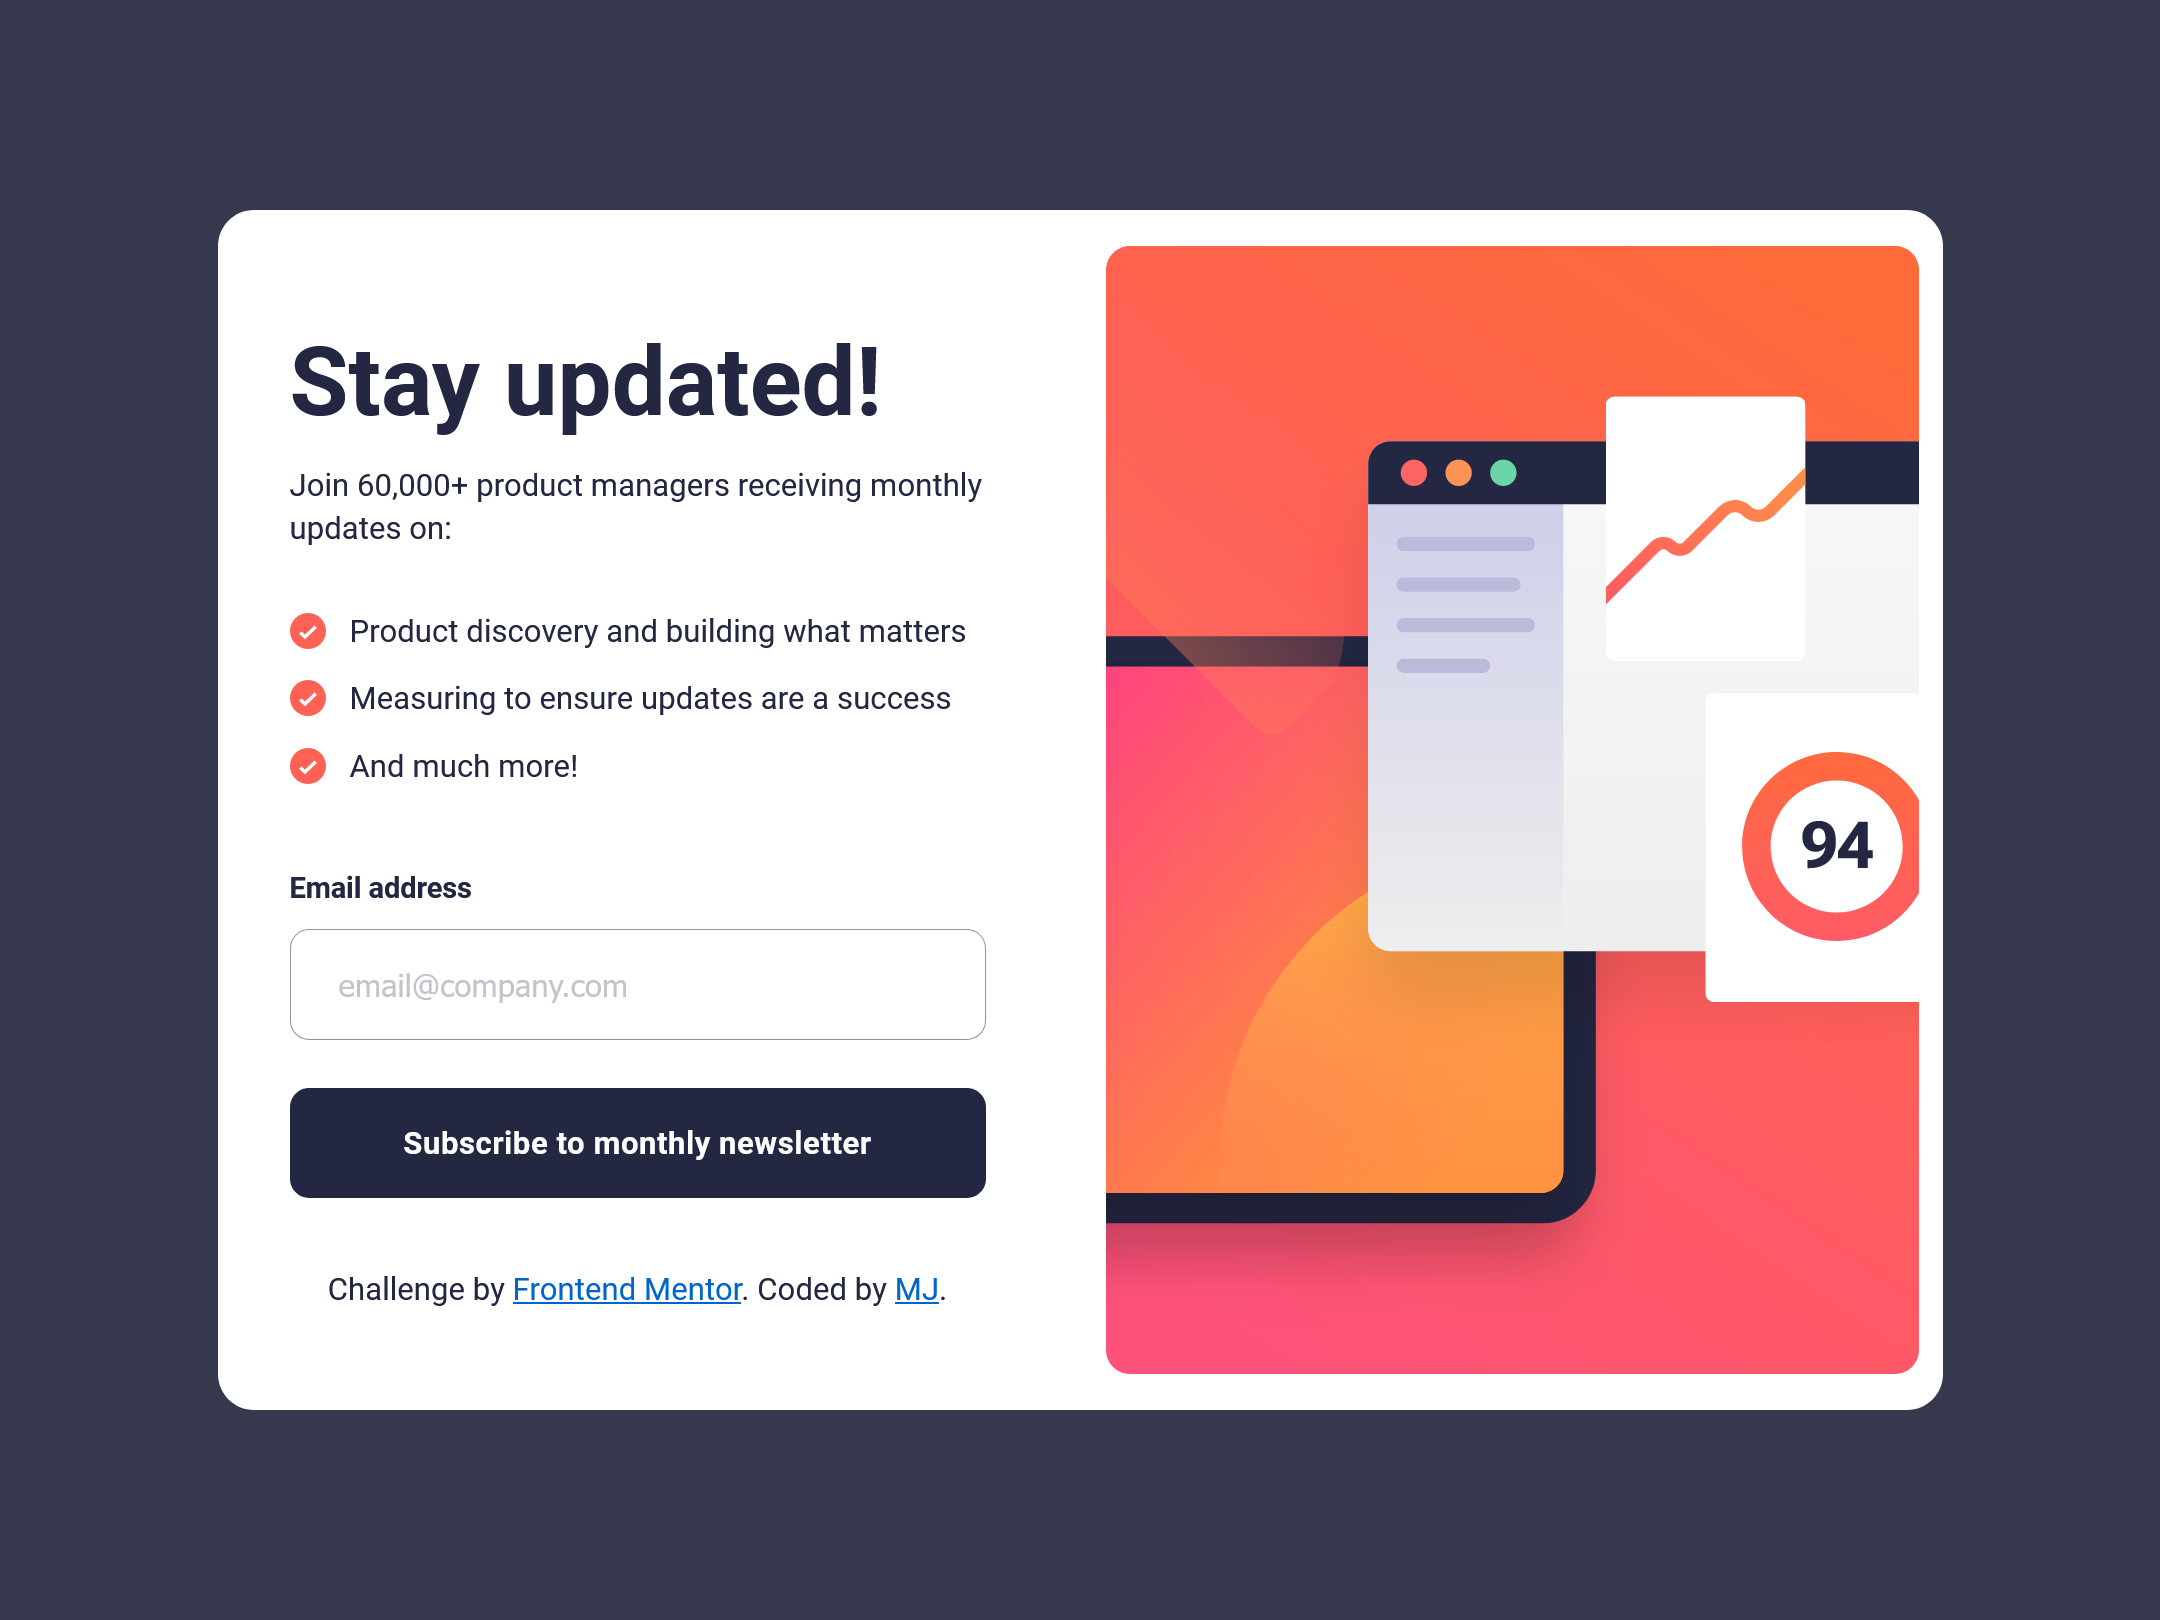 Stay updated!
Join 60,000+ product managers receiving monthly
updates on:
Product discovery and building what matters
Measuring to ensure updates are a success
And much more!
Email address
email@company.com
Subscribe to monthly newsletter
Challenge by Frontend Mentor. Coded by MJ.
94